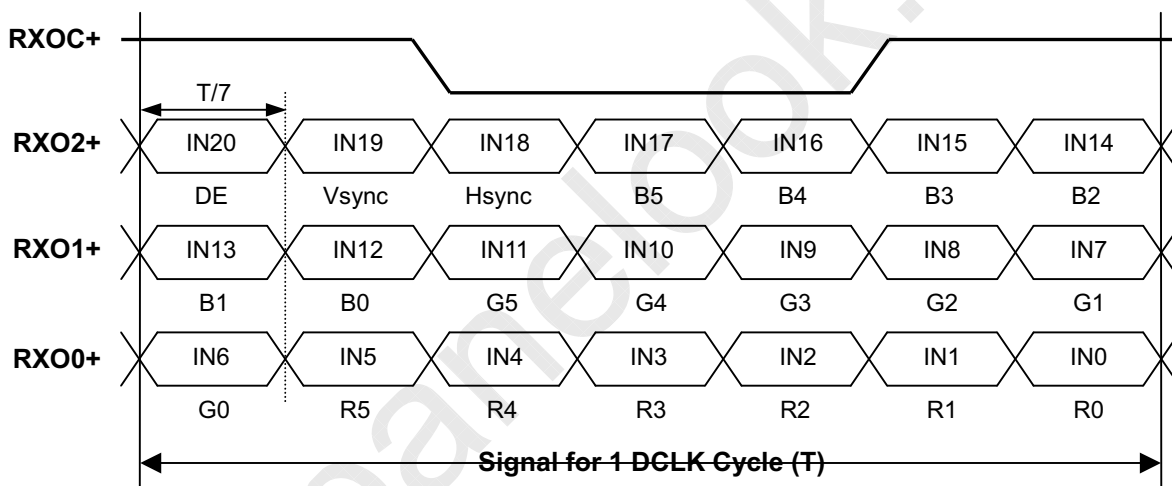 RXOC+
T/7
RXO2+ IN20 IN19 IN18 IN17 IN16 IN15 IN14
DE Vsync Hsync B5 B4 B3 B2
RXO1+ IN13 IN12 IN11 IN10 IN9 IN8 IN7
B1 B0 G5 G4 G3 G2 G1
RXO0+ IN6 IN5 IN4 IN3 IN2 IN1 IN0
G0 R5 R4 R3 R2 R1 R0
Signal for 1 DCLK Cycle (T)
panelook.